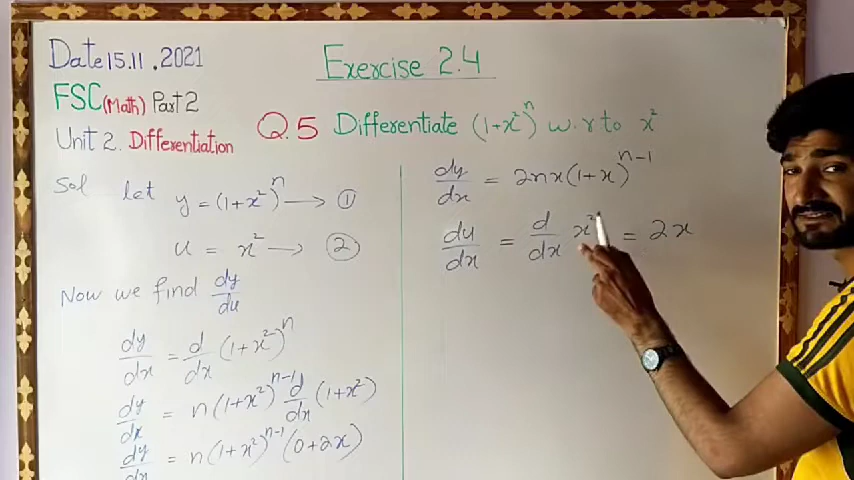 Date 15.11.2021
Exercise 2.4
FSC (Math) Part 2
Unit 2. Differentiation
Q.5 Differentiate (1+x²)ⁿ w.r to x²
Sol let y = (1+x²)ⁿ → ①
u = x² → ②
Now we find dy/du
dy/dx = d/dx (1+x²)ⁿ
dy/dx = n(1+x²)ⁿ⁻¹ d/dx (1+x²)
dy/dx = n(1+x²)ⁿ⁻¹ (0+2x)
dy/dx = 2nx(1+x)ⁿ⁻¹
du/dx = d/dx x² = 2x